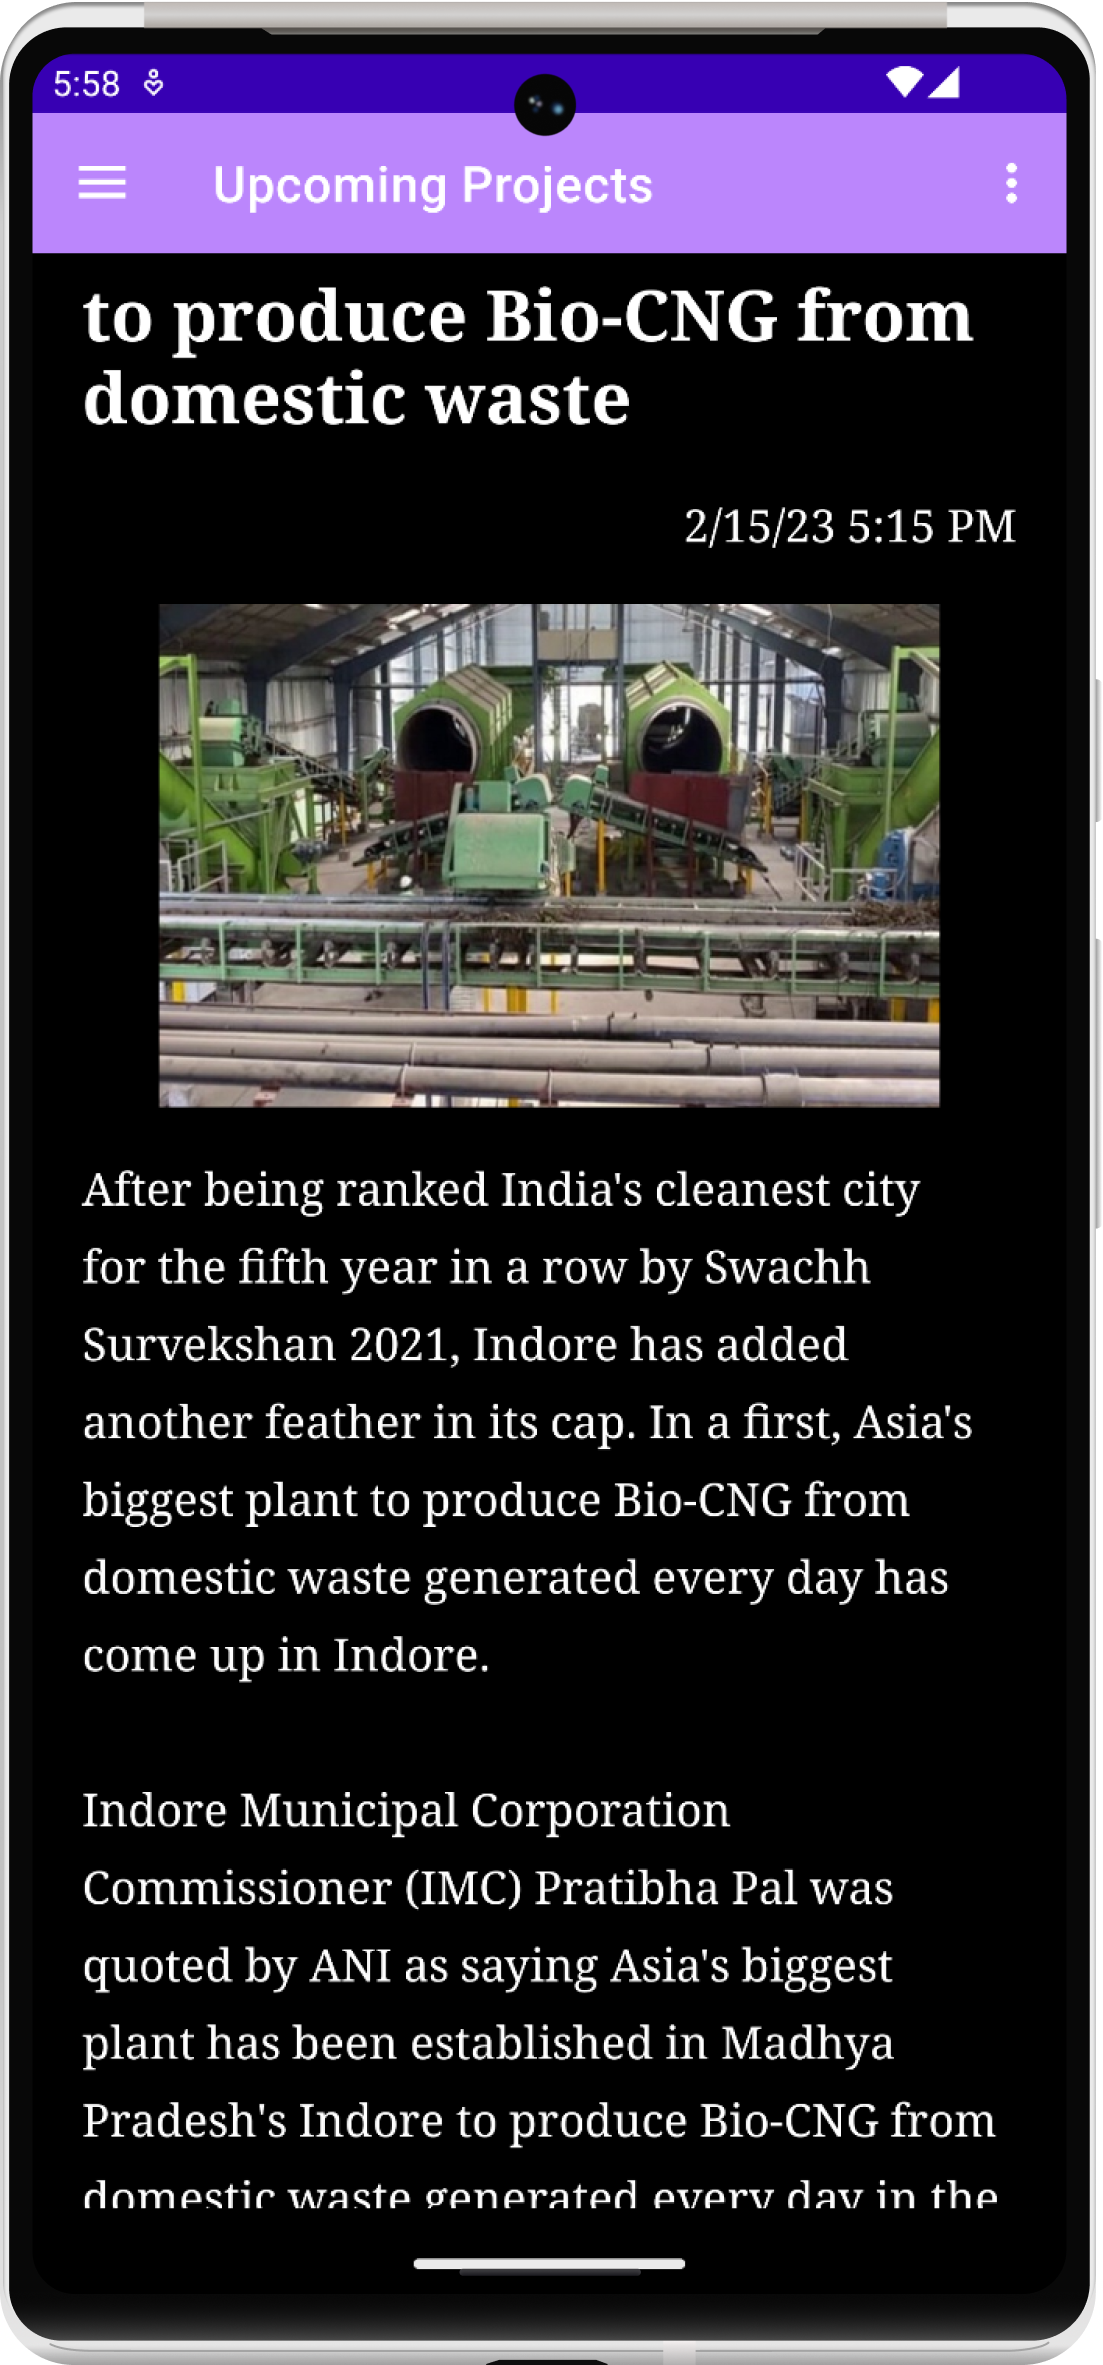 5:58
Upcoming Projects
to produce Bio-CNG from
domestic waste
2/15/23 5:15 PM
After being ranked India's cleanest city
for the fifth year in a row by Swachh
Survekshan 2021, Indore has added
another feather in its cap. In a first, Asia's
biggest plant to produce Bio-CNG from
domestic waste generated every day has
come up in Indore.
Indore Municipal Corporation
Commissioner (IMC) Pratibha Pal was
quoted by ANI as saying Asia's biggest
plant has been established in Madhya
Pradesh's Indore to produce Bio-CNG from
domestic waste generated every day in the